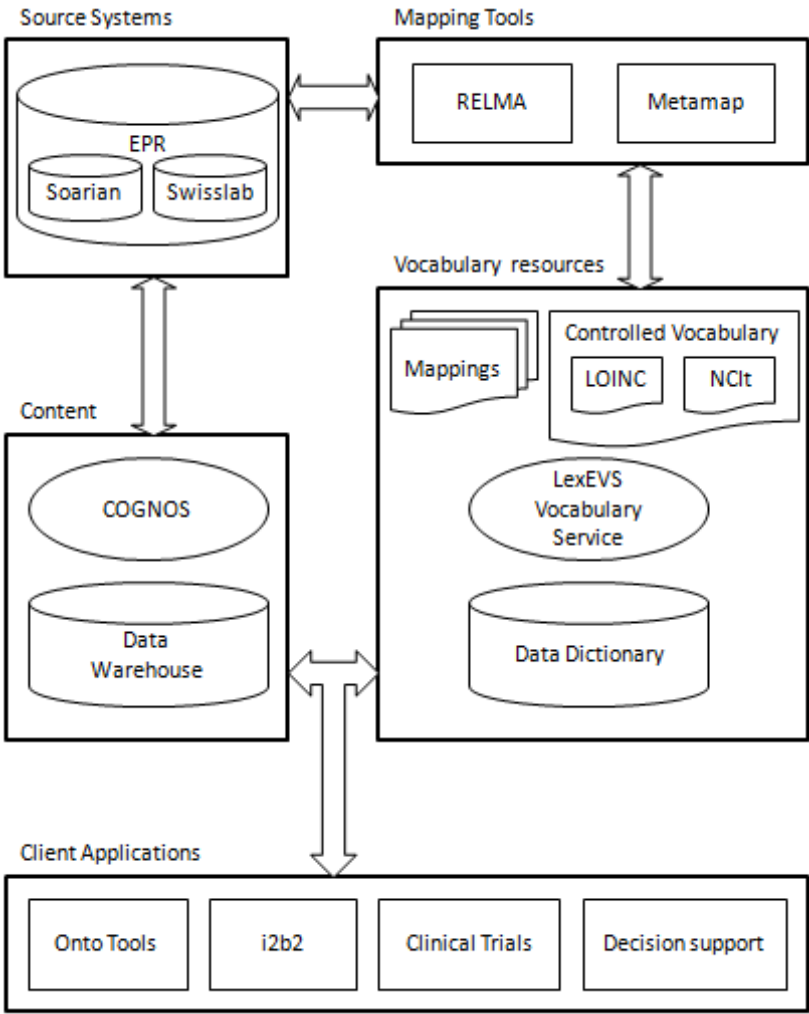 Source Systems
Mapping Tools
EPR
Soarian
Swisslab
RELMA
Metamap
Vocabulary resources
Mappings
Controlled Vocabulary
LOINC
NCIt
Content
COGNOS
LexEVS
Vocabulary
Service
Data
Warehouse
Data Dictionary
Client Applications
Onto Tools
i2b2
Clinical Trials
Decision support